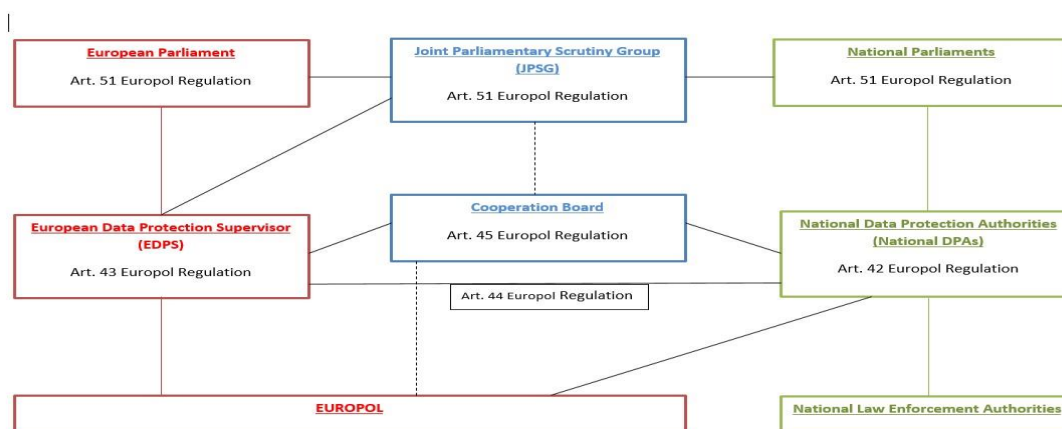 European Parliament
Art. 51 Europol Regulation
Joint Parliamentary Scrutiny Group
(JPSG)
Art. 51 Europol Regulation
National Parliaments
Art. 51 Europol Regulation
European Data Protection Supervisor
(EDPS)
Art. 43 Europol Regulation
Cooperation Board
Art. 45 Europol Regulation
National Data Protection Authorities
(National DPAs)
Art. 42 Europol Regulation
Art. 44 Europol Regulation
EUROPOL
National Law Enforcement Authorities